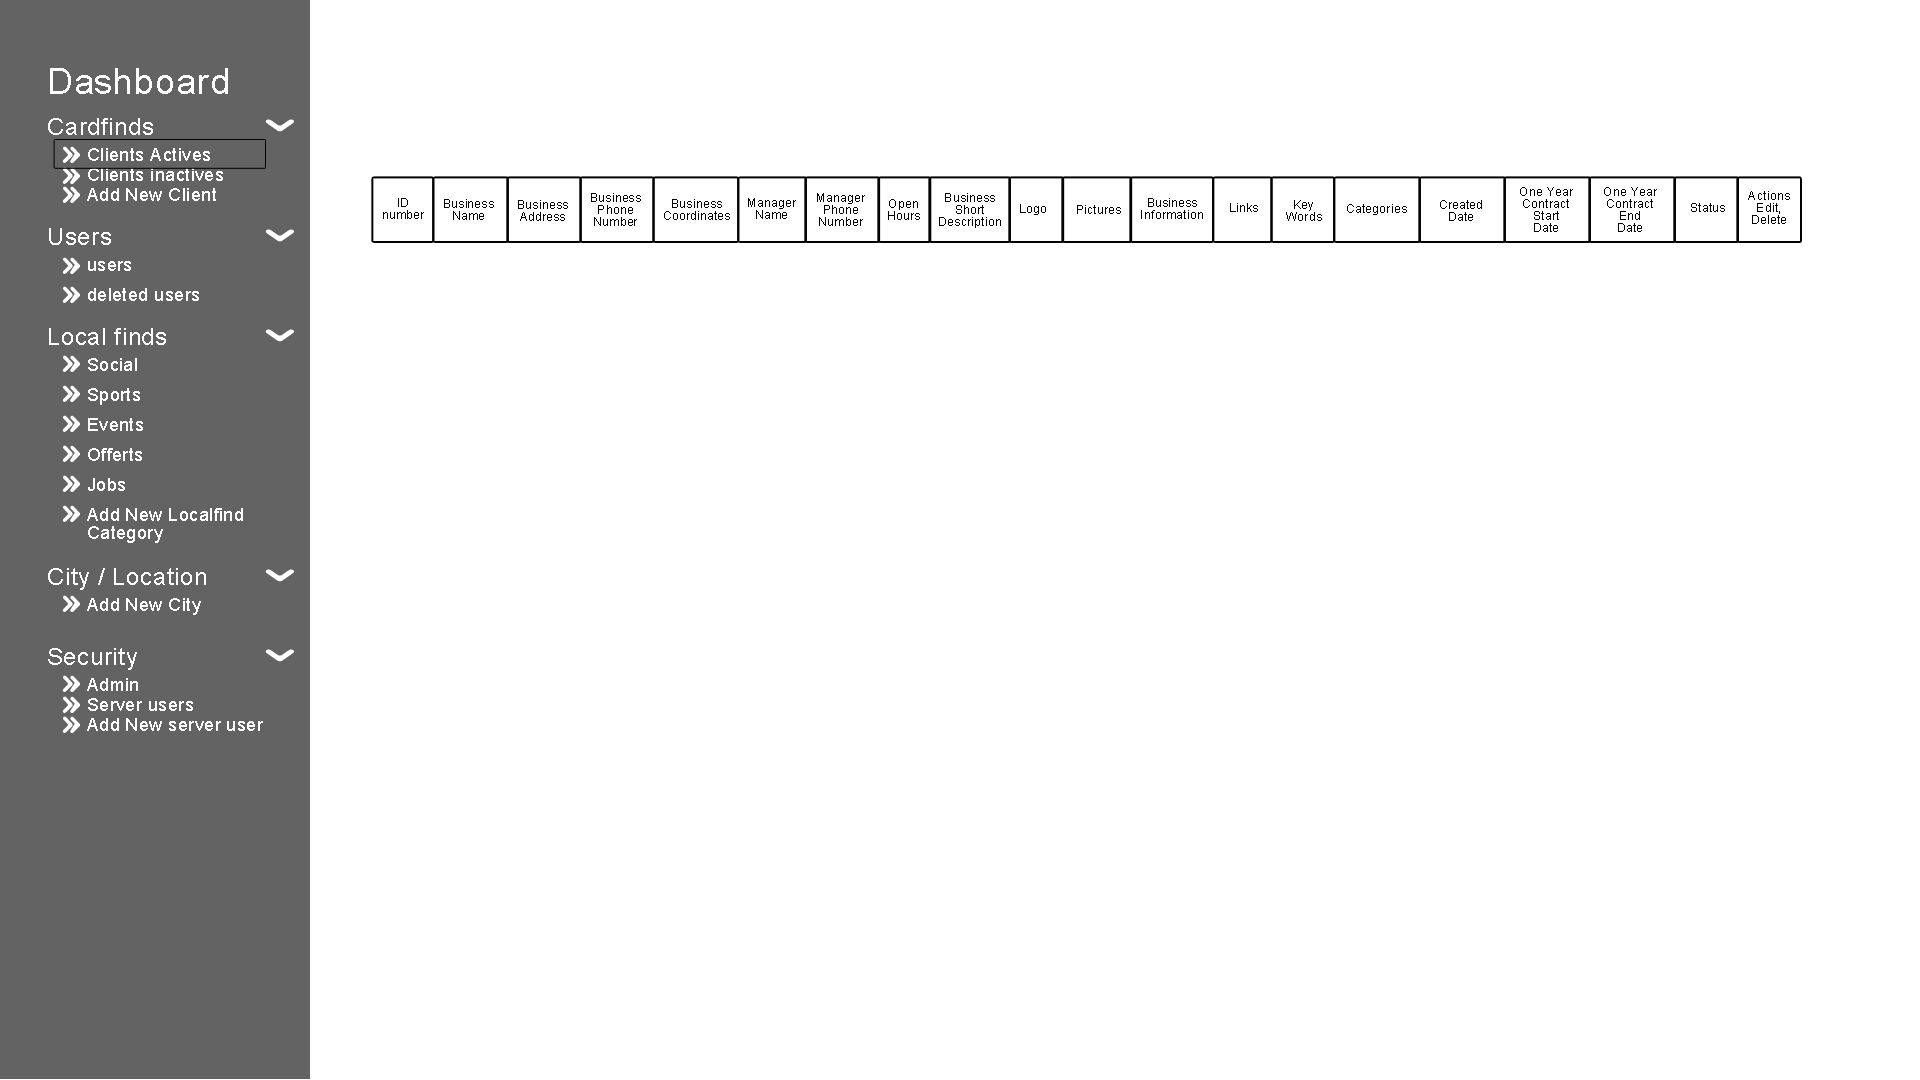 Dashboard
Cardfinds
Clients Actives
Clients inactives
Add New Client
Users
users
deleted users
Local finds
Social
Sports
Events
Offerts
Jobs
Add New Localfind
Category
City / Location
Add New City
Security
Admin
Server users
Add New server user
ID
number
Business
Name
Business
Address
Business
Phone
Number
Business
Coordinates
Manager
Name
Manager
Phone
Number
Open
Hours
Business
Short
Description
Logo
Pictures
Business
Information
Links
Key
Words
Categories
Created
Date
One Year
Contract
Start
Date
One Year
Contract
End
Date
Status
Actions
Edit,
Delete